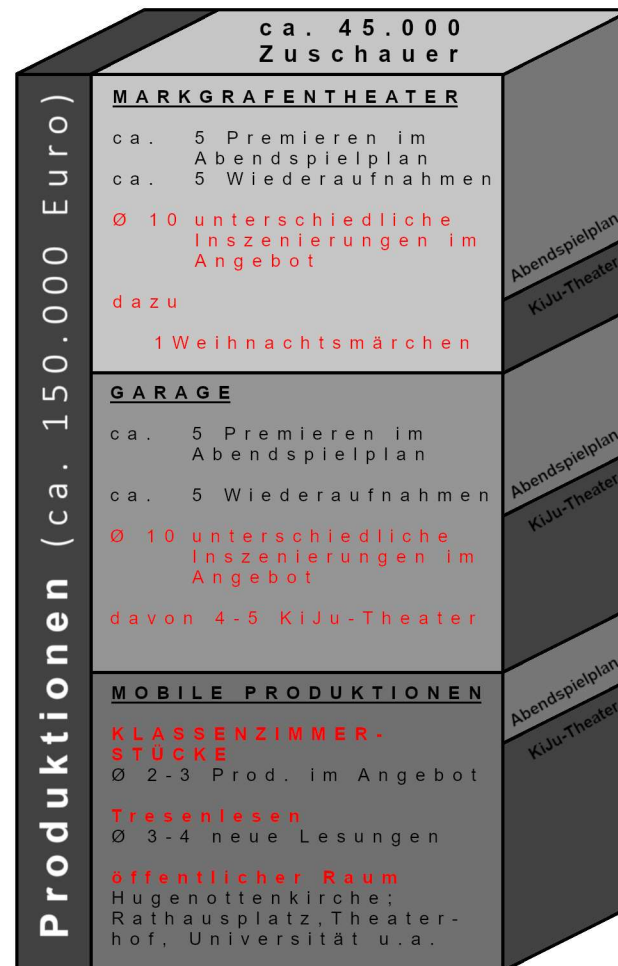 ca. 45.000
Zuschauer
Produktionen (ca. 150.000 Euro)
MARKGRAFENTHEATER
ca. 5 Premieren im
Abendspielplan
ca. 5 Wiederaufnahmen
Ø 10 unterschiedliche
Inszenierungen im
Angebot
dazu
1 Weihnachtsmärchen
Abendspielplan
KiJu-Theater
GARAGE
ca. 5 Premieren im
Abendspielplan
ca. 5 Wiederaufnahmen
Ø 10 unterschiedliche
Inszenierungen im
Angebot
davon 4-5 KiJu-Theater
Abendspielplan
KiJu-Theater
MOBILE PRODUKTIONEN
KLASSENZIMMER-
STÜCKE
Ø 2-3 Prod. im Angebot
Tresenlesen
Ø 3-4 neue Lesungen
öffentlicher Raum
Hugenottenkirche;
Rathausplatz,Theater-
hof, Universität u.a.
Abendspielplan
KiJu-Theater